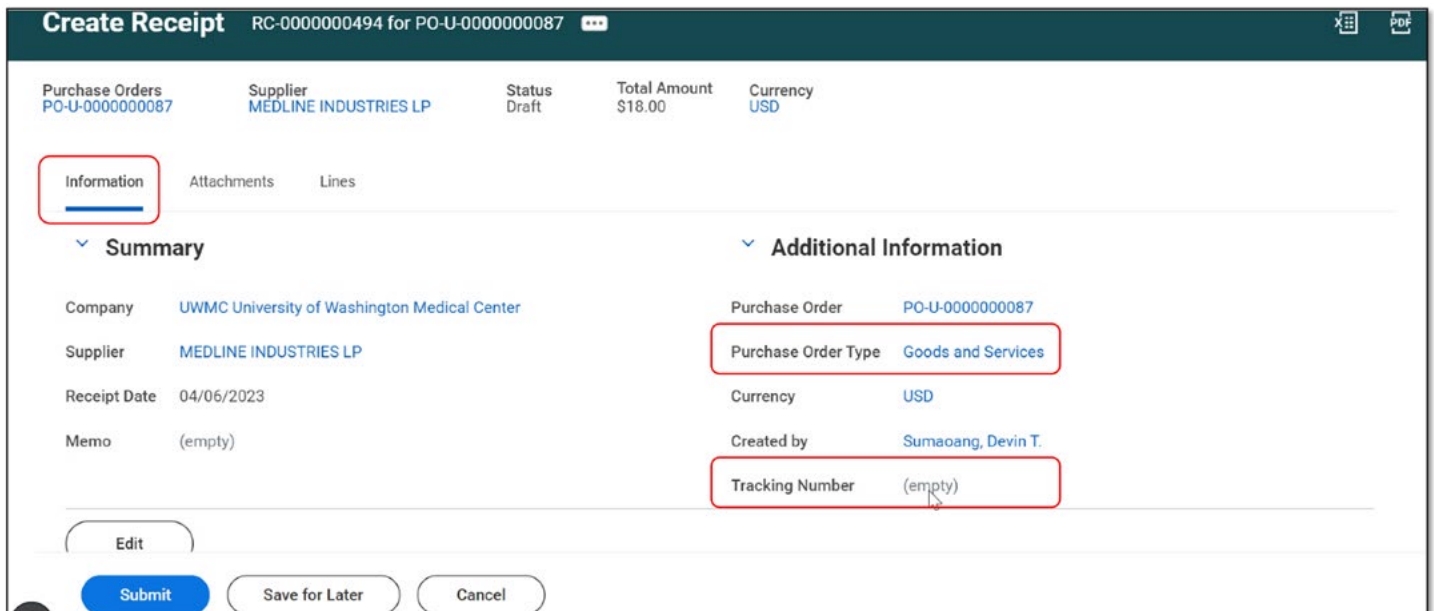 Create Receipt RC-0000000494 for PO-U-0000000087
PDF
Purchase Orders Supplier Status Total Amount Currency
PO-U-0000000087 MEDLINE INDUSTRIES LP Draft $18.00 USD
Information Attachments Lines
Summary Additional Information
Company UWMC University of Washington Medical Center Purchase Order PO-U-0000000087
Supplier MEDLINE INDUSTRIES LP Purchase Order Type Goods and Services
Receipt Date 04/06/2023 Currency USD
Memo (empty) Created by Sumaoang, Devin T.
Tracking Number (empty)
Edit
Submit Save for Later Cancel